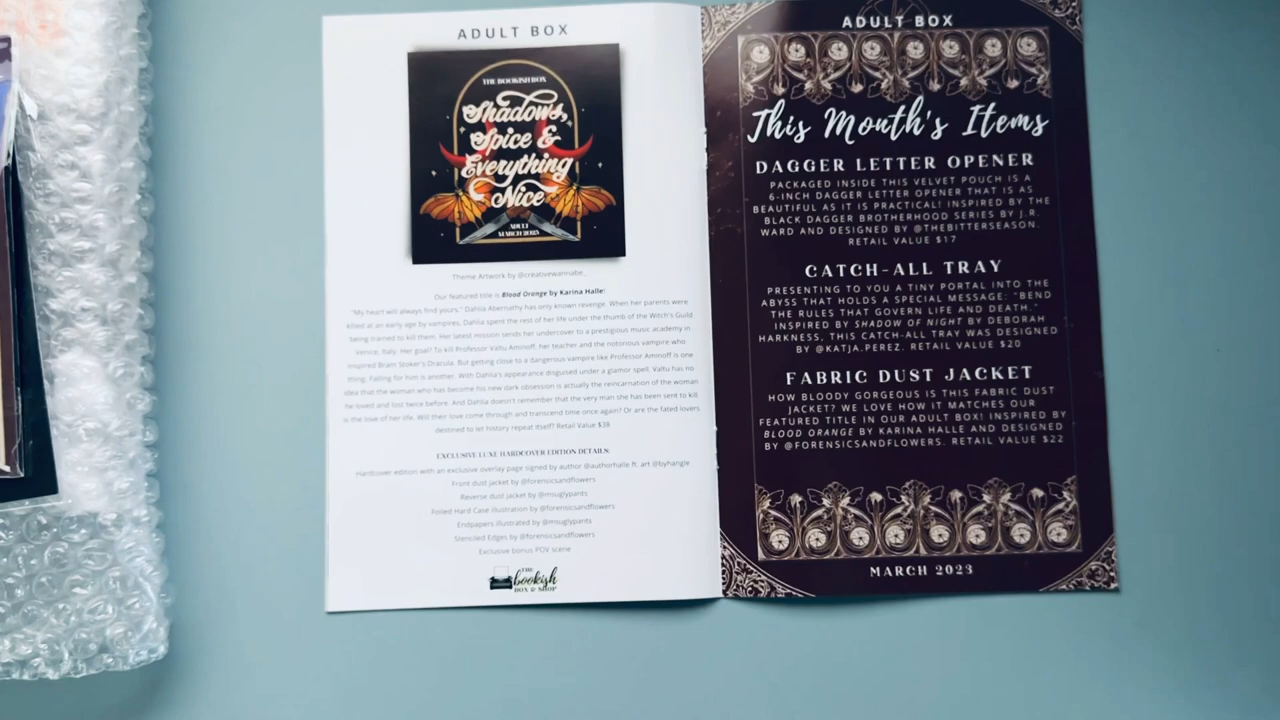 ADULT BOX
THE BOOKISH BOX
Shadows,
Spice &
Everything
Nice
ADULT
MARCH 2023
Theme Artwork by @creativewannabe_
Our featured title is Blood Orange by Karina Halle!
"My heart will always find yours." Dahlia Abernathy has only known revenge. When her parents were
killed at an early age by vampires, Dahlia spent the rest of her life under the thumb of the Witch's Guild
being trained to kill them. Her latest mission sends her undercover to a prestigious music academy in
Venice, Italy. Her goal? To kill Professor Valtu Aminoff, her teacher and the notorious vampire who
inspired Bram Stoker's Dracula. But getting close to a dangerous vampire like Professor Aminoff is one
thing. Falling for him is another. With Dahlia's appearance disguised under a glamor spell, Valtu has no
idea that the woman who has become his new dark obsession is actually the reincarnation of the woman
he loved and lost twice before. And Dahlia doesn't remember that the very man she has been sent to kill
is the love of her life. Will their love come through and transcend time once again? Or are the fated lovers
destined to let history repeat itself? Retail Value $38
EXCLUSIVE LUXE HARDCOVER EDITION DETAILS:
Hardcover edition with an exclusive overlay page signed by author @authorhalle ft. art @byhangle
Front dust jacket by @forensicsandflowers
Reverse dust jacket by @msuglypants
Foiled Hard Case illustration by @forensicsandflowers
Endpapers illustrated by @msuglypants
Stenciled Edges by @forensicsandflowers
Exclusive bonus POV scene
THE
bookish
BOX & SHOP
ADULT BOX
This Month's Items
DAGGER LETTER OPENER
PACKAGED INSIDE THIS VELVET POUCH IS A
6-INCH DAGGER LETTER OPENER THAT IS AS
BEAUTIFUL AS IT IS PRACTICAL! INSPIRED BY THE
BLACK DAGGER BROTHERHOOD SERIES BY J.R.
WARD AND DESIGNED BY @THEBITTERSEASON.
RETAIL VALUE $17
CATCH-ALL TRAY
PRESENTING TO YOU A TINY PORTAL INTO THE
ABYSS THAT HOLDS A SPECIAL MESSAGE: "BEND
THE RULES THAT GOVERN LIFE AND DEATH."
INSPIRED BY SHADOW OF NIGHT BY DEBORAH
HARKNESS, THIS CATCH-ALL TRAY WAS DESIGNED
BY @KATJA.PEREZ. RETAIL VALUE $20
FABRIC DUST JACKET
HOW BLOODY GORGEOUS IS THIS FABRIC DUST
JACKET? WE LOVE HOW IT MATCHES OUR
FEATURED TITLE IN OUR ADULT BOX! INSPIRED BY
BLOOD ORANGE BY KARINA HALLE AND DESIGNED
BY @FORENSICSANDFLOWERS. RETAIL VALUE $22
MARCH 2023